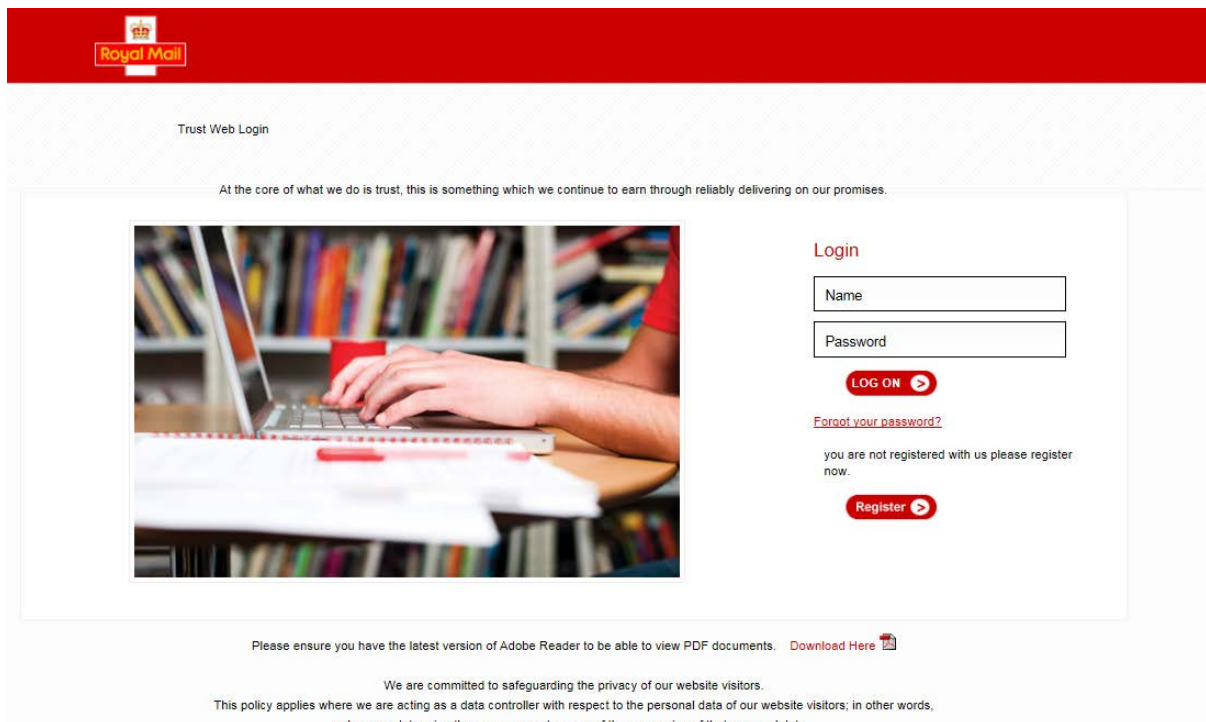 Royal Mail
Trust Web Login
At the core of what we do is trust, this is something which we continue to earn through reliably delivering on our promises.
Login
Name
Password
LOG ON
Forgot your password?
you are not registered with us please register
now.
Register
Please ensure you have the latest version of Adobe Reader to be able to view PDF documents. Download Here
We are committed to safeguarding the privacy of our website visitors.
This policy applies where we are acting as a data controller with respect to the personal data of our website visitors; in other words,